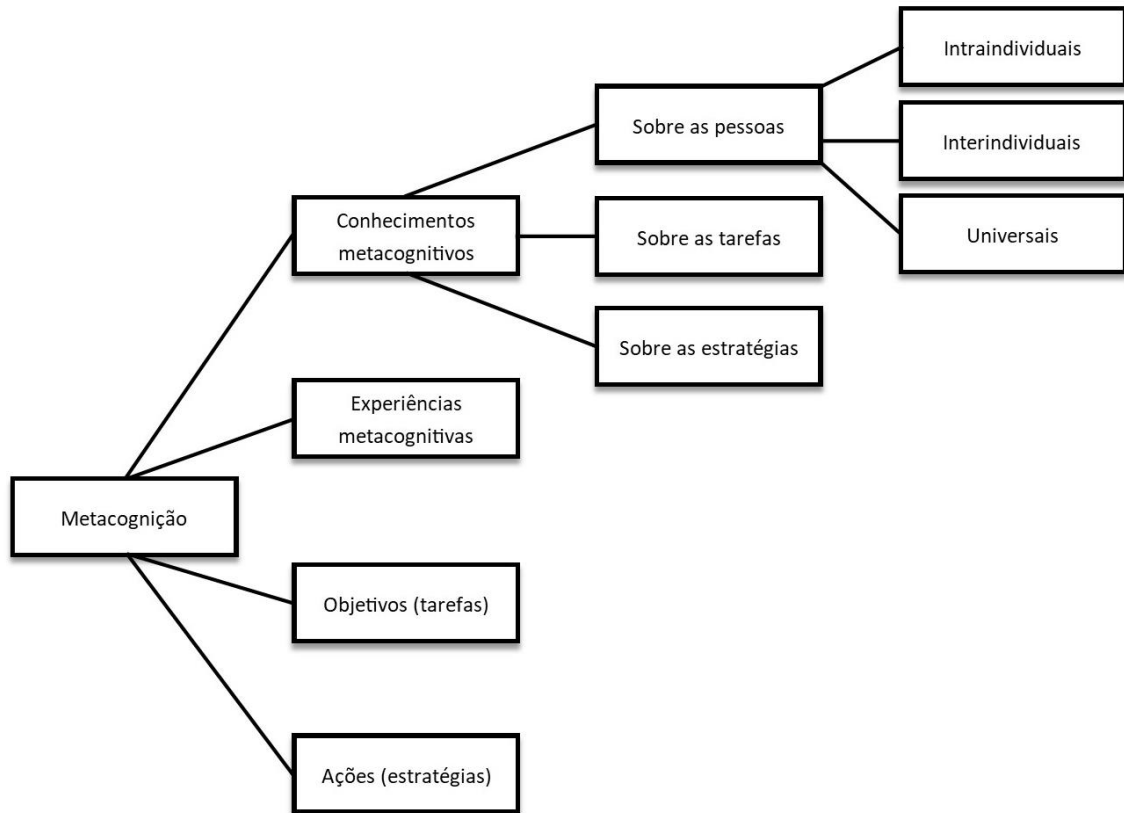 Intraindividuais
Sobre as pessoas
Interindividuais
Conhecimentos
metacognitivos
Sobre as tarefas
Universais
Sobre as estratégias
Experiências
metacognitivas
Metacognição
Objetivos (tarefas)
Ações (estratégias)